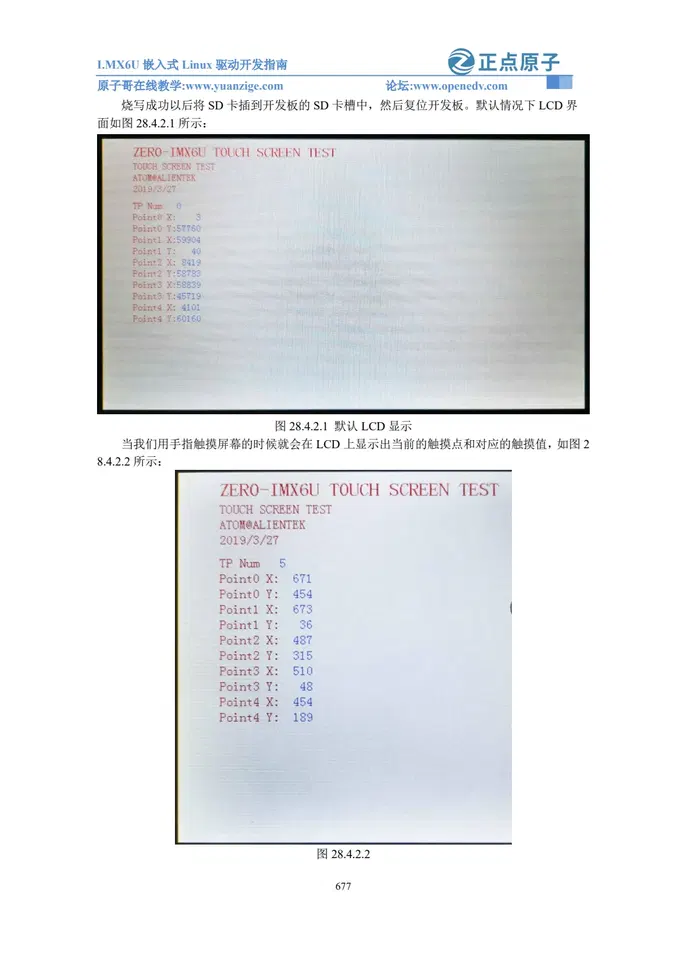 I.MX6U 嵌入式 Linux 驱动开发指南
正点原子
原子哥在线教学:www.yuanzige.com 论坛:www.openedv.com
烧写成功以后将 SD 卡插到开发板的 SD 卡槽中，然后复位开发板。默认情况下 LCD 界
面如图 28.4.2.1 所示：
ZERO-IMX6U TOUCH SCREEN TEST
TOUCH SCREEN TEST
ATOM@ALIENTEK
2019/3/27
TP Num 0
Point0 X: 3
Point0 Y:57760
Point1 X:59904
Point1 Y: 40
Point2 X: 8419
Point2 Y:58783
Point3 X:58839
Point3 Y:45719
Point4 X: 4101
Point4 Y:60160
图 28.4.2.1 默认 LCD 显示
当我们用手指触摸屏幕的时候就会在 LCD 上显示出当前的触摸点和对应的触摸值，如图 2
8.4.2.2 所示：
ZERO-IMX6U TOUCH SCREEN TEST
TOUCH SCREEN TEST
ATOM@ALIENTEK
2019/3/27
TP Num 5
Point0 X: 671
Point0 Y: 454
Point1 X: 673
Point1 Y: 36
Point2 X: 487
Point2 Y: 315
Point3 X: 510
Point3 Y: 48
Point4 X: 454
Point4 Y: 189
图 28.4.2.2
677